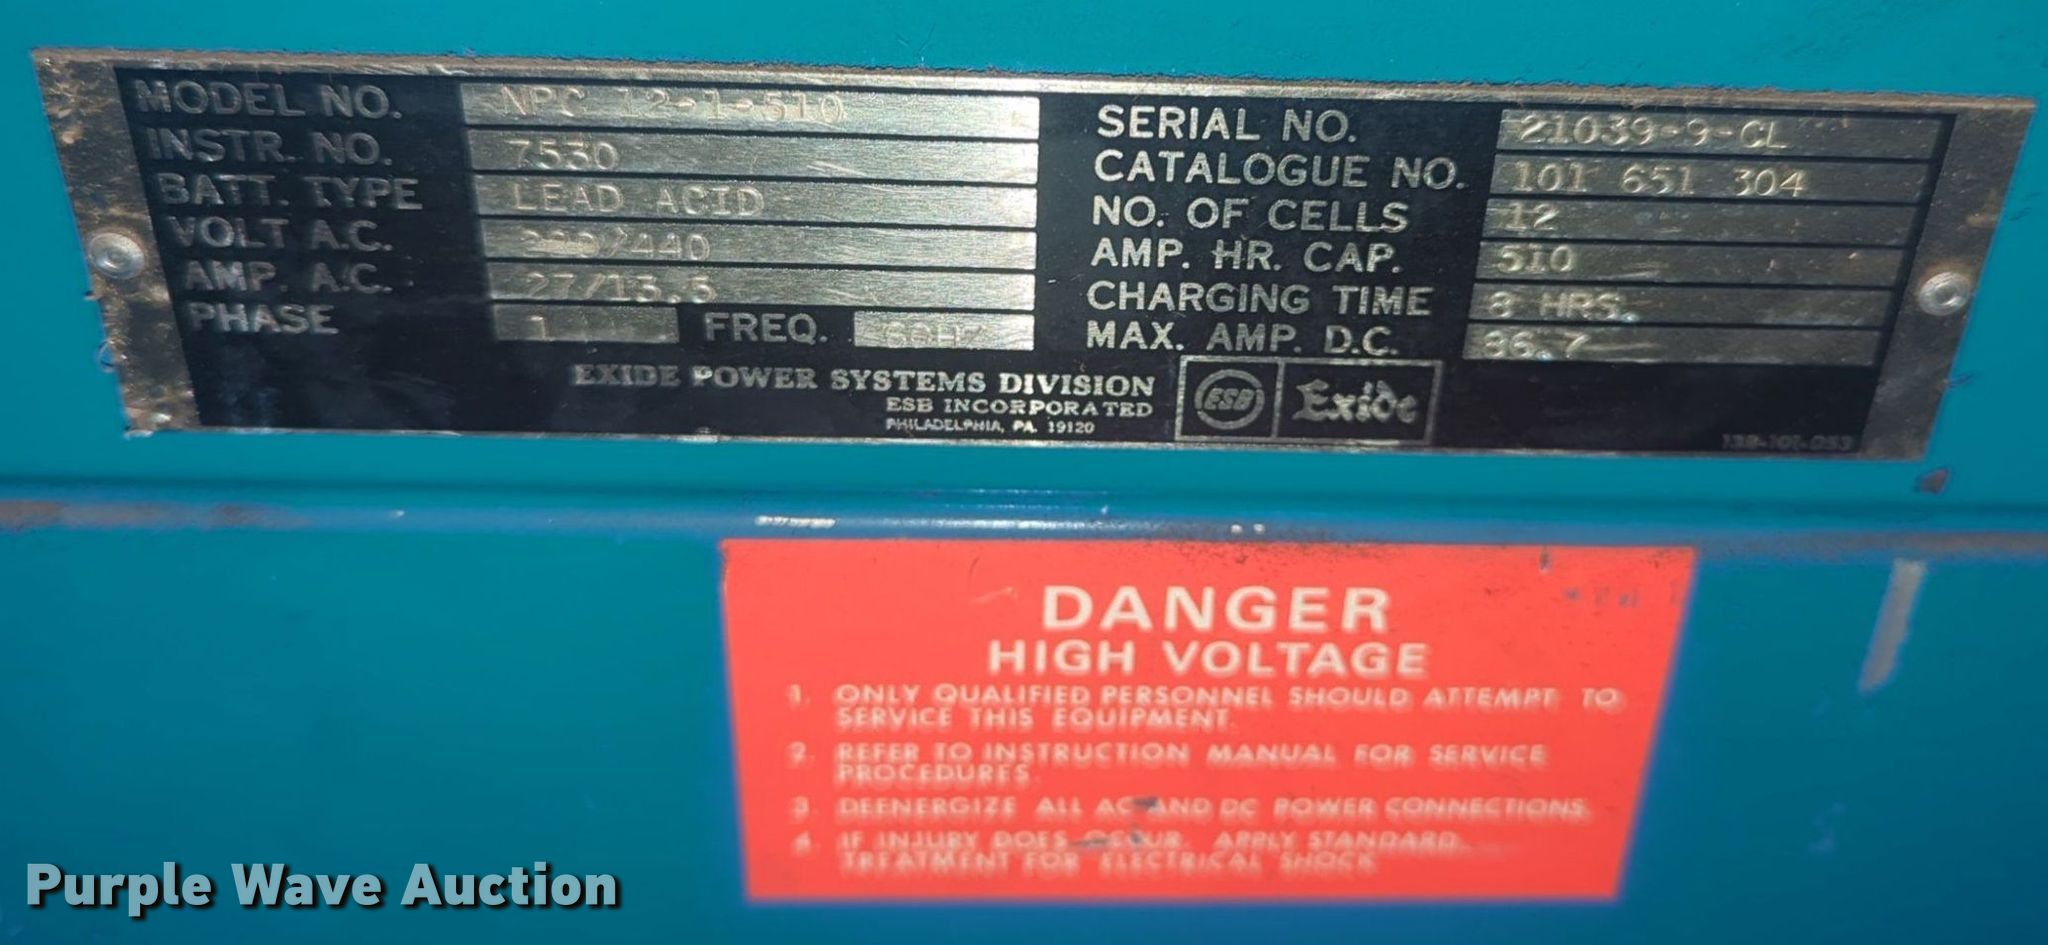 MODEL NO. NPC 12-1-510
INSTR. NO. 7530
BATT. TYPE LEAD ACID
VOLT A.C. 220/440
AMP. A.C. 27/13.5
PHASE 1 FREQ. 60HZ
SERIAL NO. 21039-9-CL
CATALOGUE NO. 101 651 304
NO. OF CELLS 12
AMP. HR. CAP. 510
CHARGING TIME 8 HRS.
MAX. AMP. D.C. 96.7
EXIDE POWER SYSTEMS DIVISION
ESB INCORPORATED
PHILADELPHIA, PA. 19120
ESB Exide
DANGER
HIGH VOLTAGE
1. ONLY QUALIFIED PERSONNEL SHOULD ATTEMPT TO
SERVICE THIS EQUIPMENT.
2. REFER TO INSTRUCTION MANUAL FOR SERVICE
PROCEDURES.
3. DEENERGIZE ALL AC AND DC POWER CONNECTIONS.
4. IF INJURY DOES OCCUR, APPLY STANDARD
TREATMENT FOR ELECTRICAL SHOCK
Purple Wave Auction